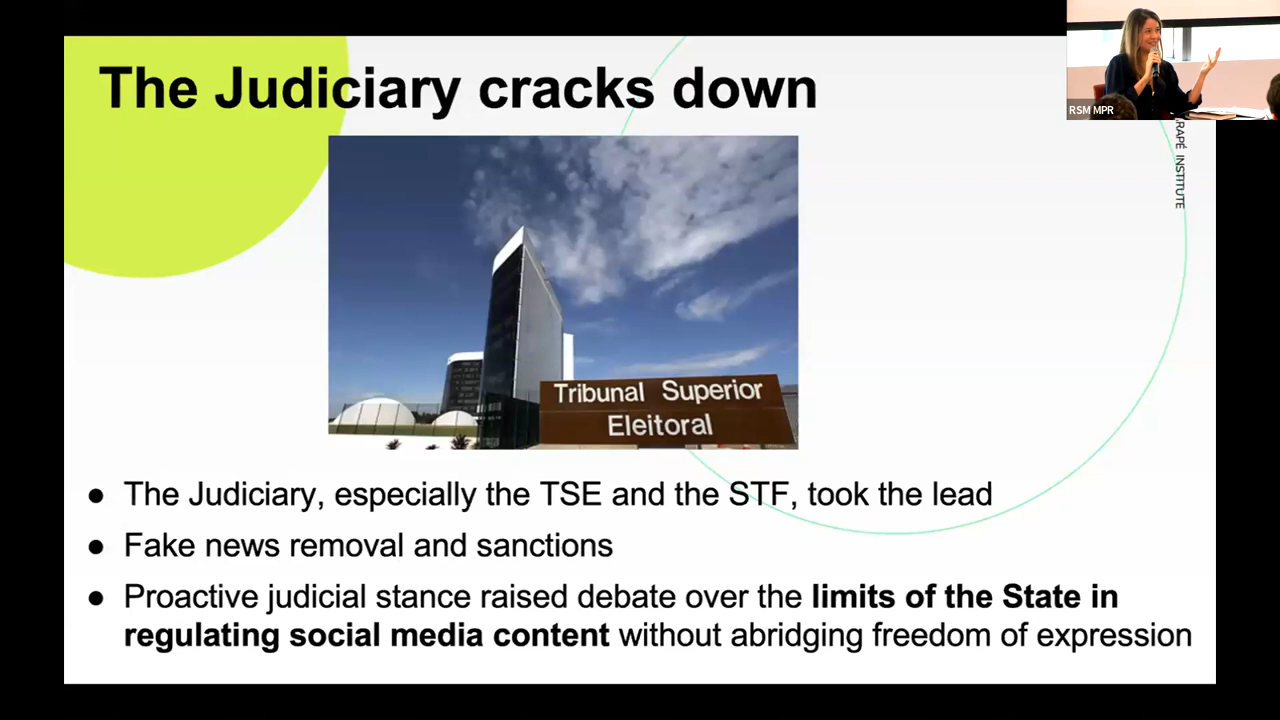 The Judiciary cracks down
RSM MPR
INSTITUTE
Tribunal Superior
Eleitoral
● The Judiciary, especially the TSE and the STF, took the lead
● Fake news removal and sanctions
● Proactive judicial stance raised debate over the limits of the State in
regulating social media content without abridging freedom of expression